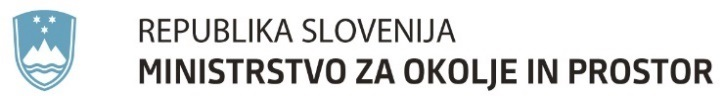 REPUBLIKA SLOVENIJA
MINISTRSTVO ZA OKOLJE IN PROSTOR